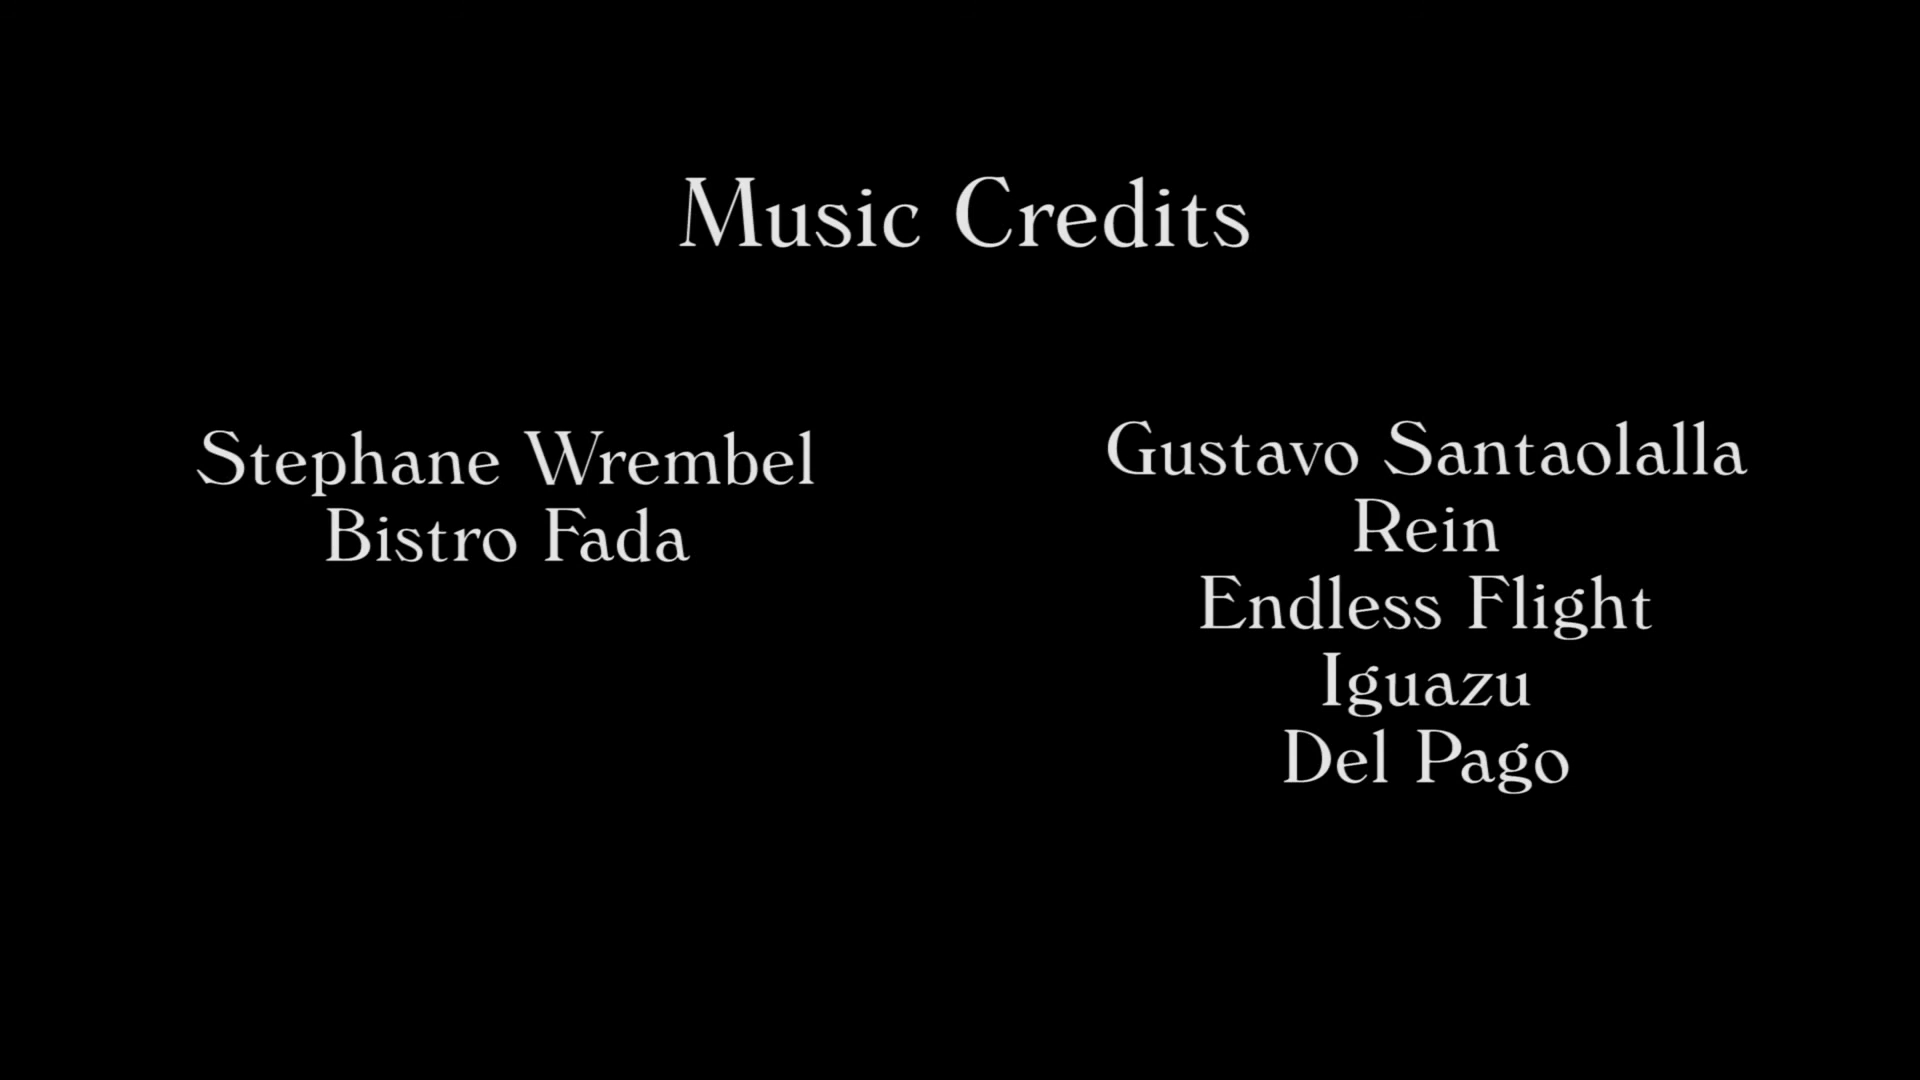 Music Credits
Stephane Wrembel
Bistro Fada
Gustavo Santaolalla
Rein
Endless Flight
Iguazu
Del Pago